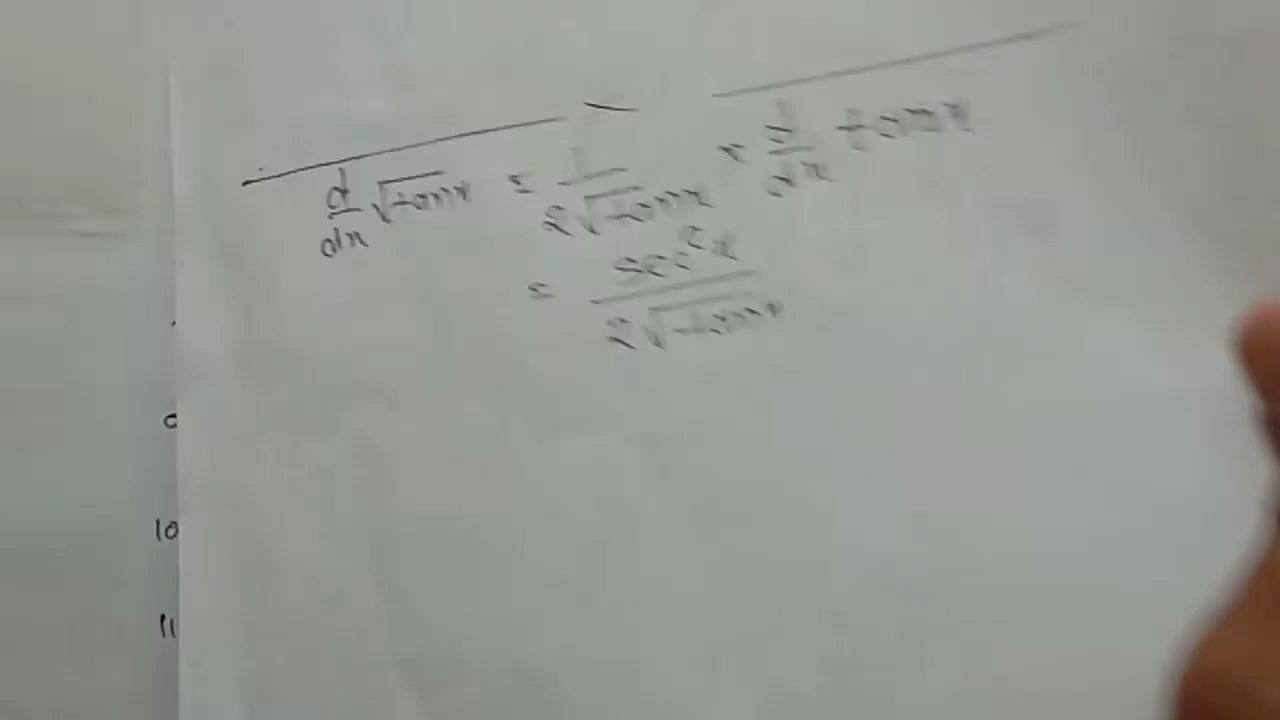 d/dx √tanx = 1/2√tanx × d/dx tanx
= sec²x/2√tanx
10
11